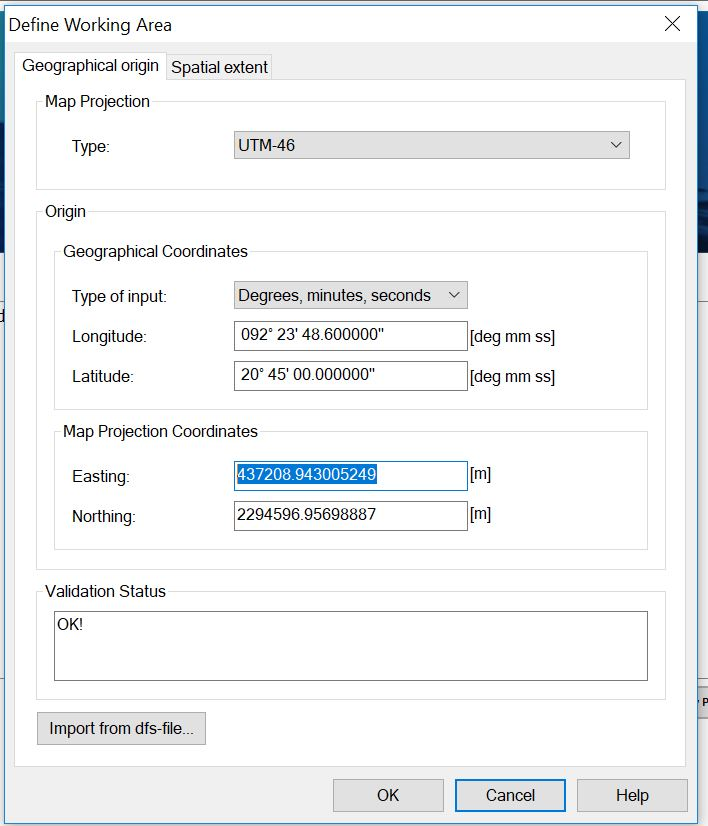 Define Working Area
Geographical origin
Spatial extent
Map Projection
Type:
UTM-46
Origin
Geographical Coordinates
Type of input:
Degrees, minutes, seconds
Longitude:
092° 23' 48.600000"
[deg mm ss]
Latitude:
20° 45' 00.000000"
[deg mm ss]
Map Projection Coordinates
Easting:
437208.943005249
[m]
Northing:
2294596.95698887
[m]
Validation Status
OK!
Import from dfs-file...
OK
Cancel
Help